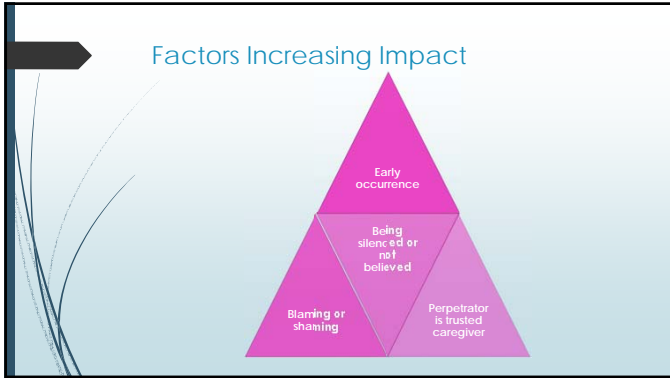 Factors Increasing Impact
Early
occurrence
Being
silenced or
not
believed
Blaming or
shaming
Perpetrator
is trusted
caregiver